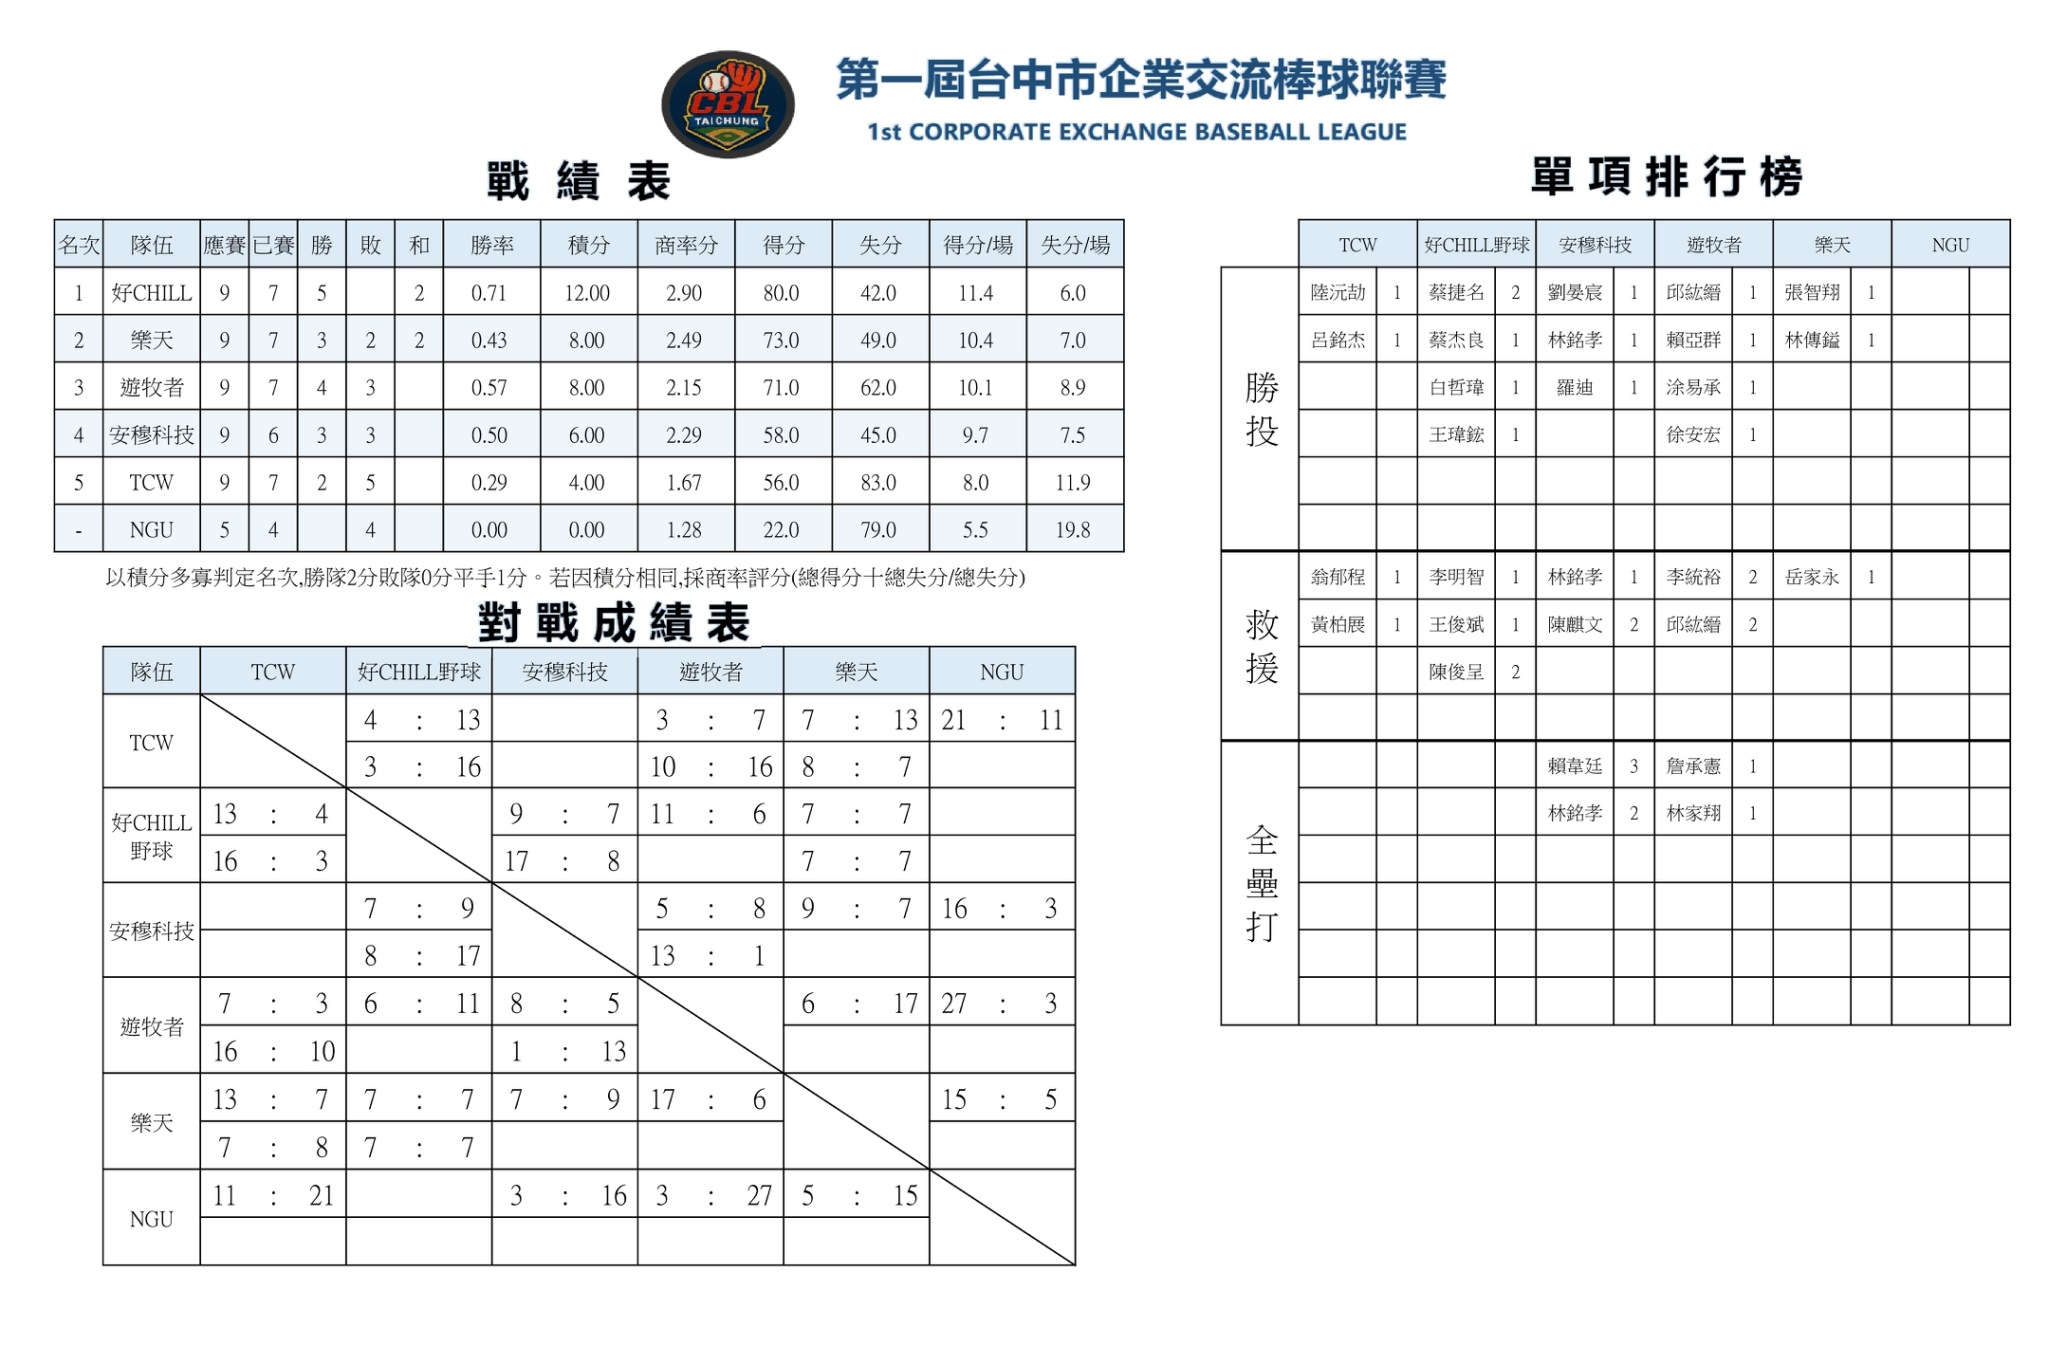 CBL
TAICHUNG
第一屆台中市企業交流棒球聯賽
1st CORPORATE EXCHANGE BASEBALL LEAGUE
戰績表
名次 隊伍 應賽 已賽 勝 敗 和 勝率 積分 商率分 得分 失分 得分/場 失分/場
1 好CHILL 9 7 5 2 0.71 12.00 2.90 80.0 42.0 11.4 6.0
2 樂天 9 7 3 2 2 0.43 8.00 2.49 73.0 49.0 10.4 7.0
3 遊牧者 9 7 4 3 0.57 8.00 2.15 71.0 62.0 10.1 8.9
4 安穆科技 9 6 3 3 0.50 6.00 2.29 58.0 45.0 9.7 7.5
5 TCW 9 7 2 5 0.29 4.00 1.67 56.0 83.0 8.0 11.9
- NGU 5 4 4 0.00 0.00 1.28 22.0 79.0 5.5 19.8
以積分多寡判定名次,勝隊2分敗隊0分平手1分。若因積分相同,採商率評分(總得分十總失分/總失分)
對戰成績表
隊伍 TCW 好CHILL野球 安穆科技 遊牧者 樂天 NGU
TCW
4 : 13 3 : 7 7 : 13 21 : 11
3 : 16 10 : 16 8 : 7
好CHILL
野球
13 : 4 9 : 7 11 : 6 7 : 7
16 : 3 17 : 8 7 : 7
安穆科技
7 : 9 5 : 8 9 : 7 16 : 3
8 : 17 13 : 1
遊牧者
7 : 3 6 : 11 8 : 5 6 : 17 27 : 3
16 : 10 1 : 13
樂天
13 : 7 7 : 7 7 : 9 17 : 6 15 : 5
7 : 8 7 : 7
NGU
11 : 21 3 : 16 3 : 27 5 : 15
單項排行榜
TCW 好CHILL野球 安穆科技 遊牧者 樂天 NGU
勝投
陸沅劼 1 蔡捷名 2 劉晏宸 1 邱紘縉 1 張智翔 1
呂銘杰 1 蔡杰良 1 林銘孝 1 賴亞群 1 林傳鎰 1
白哲瑋 1 羅迪 1 涂易承 1
王瑋鋐 1 徐安宏 1
救援
翁郁程 1 李明智 1 林銘孝 1 李統裕 2 岳家永 1
黃柏展 1 王俊斌 1 陳麒文 2 邱紘縉 2
陳俊呈 2
全壘打
賴韋廷 3 詹承憲 1
林銘孝 2 林家翔 1